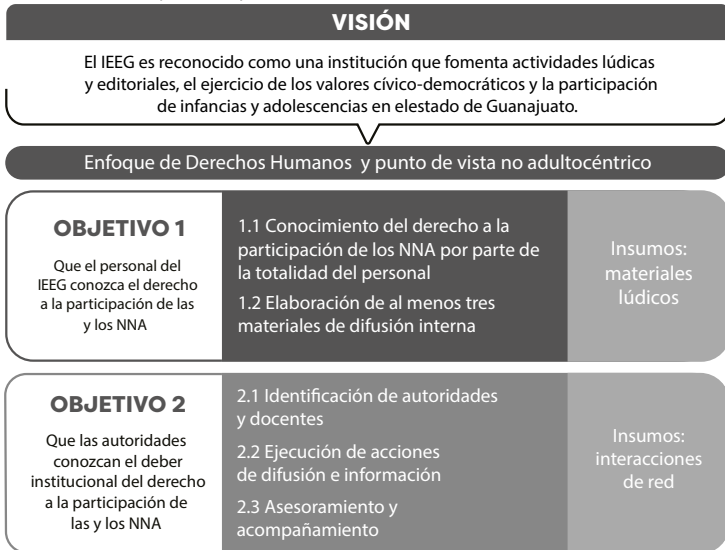 VISIÓN
El IEEG es reconocido como una institución que fomenta actividades lúdicas
y editoriales, el ejercicio de los valores cívico-democráticos y la participación
de infancias y adolescencias en elestado de Guanajuato.
Enfoque de Derechos Humanos y punto de vista no adultocéntrico
OBJETIVO 1
Que el personal del
IEEG conozca el derecho
a la participación de las
y los NNA
1.1 Conocimiento del derecho a la
participación de los NNA por parte de
la totalidad del personal
1.2 Elaboración de al menos tres
materiales de difusión interna
Insumos:
materiales
lúdicos
OBJETIVO 2
Que las autoridades
conozcan el deber
institucional del derecho
a la participación de
las y los NNA
2.1 Identificación de autoridades
y docentes
2.2 Ejecución de acciones
de difusión e información
2.3 Asesoramiento y
acompañamiento
Insumos:
interacciones
de red